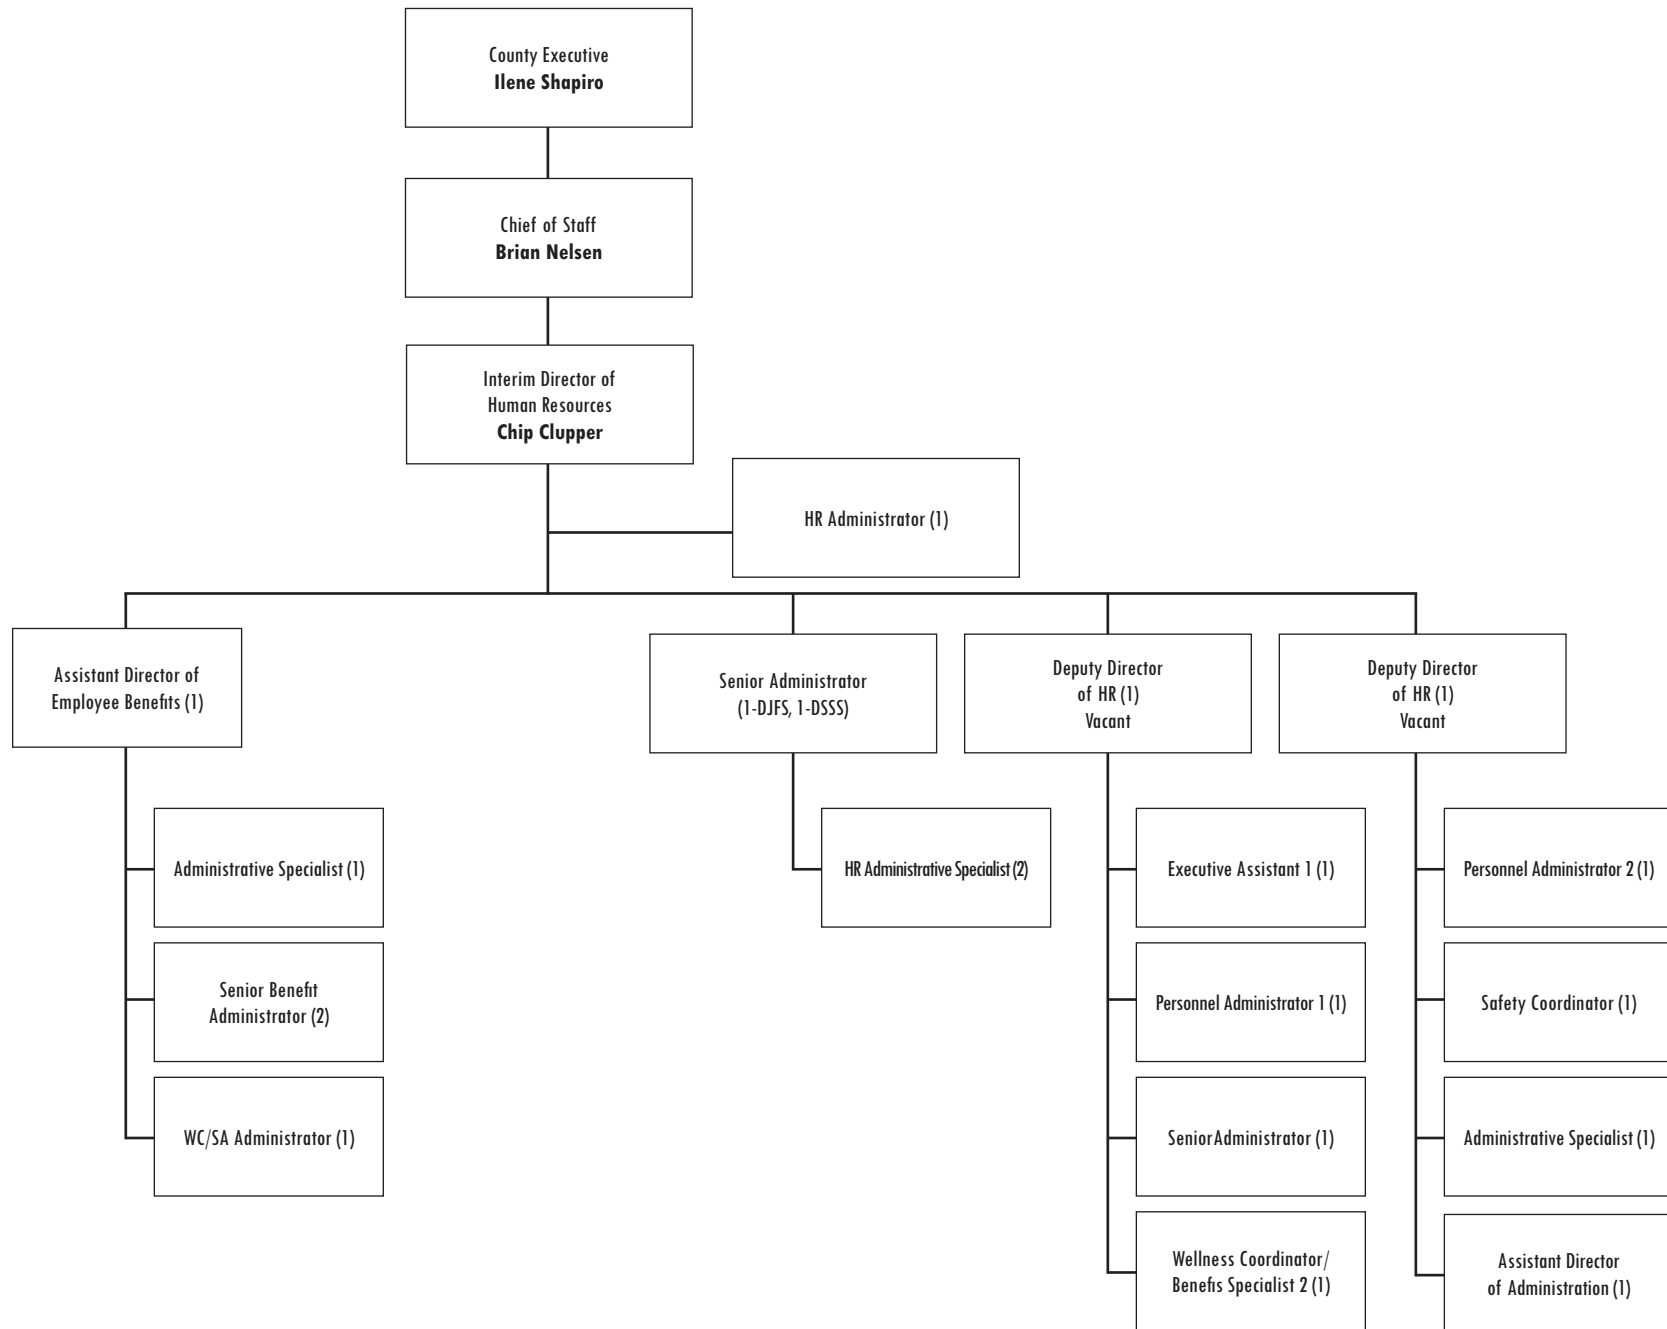 County Executive
Ilene Shapiro
Chief of Staff
Brian Nelsen
Interim Director of
Human Resources
Chip Clupper
HR Administrator (1)
Assistant Director of
Employee Benefits (1)
Senior Administrator
(1-DJFS, 1-DSSS)
Deputy Director
of HR (1)
Vacant
Deputy Director
of HR (1)
Vacant
Administrative Specialist (1)
Senior Benefit
Administrator (2)
WC/SA Administrator (1)
HR Administrative Specialist (2)
Executive Assistant 1 (1)
Personnel Administrator 1 (1)
SeniorAdministrator (1)
Wellness Coordinator/
Benefis Specialist 2 (1)
Personnel Administrator 2 (1)
Safety Coordinator (1)
Administrative Specialist (1)
Assistant Director
of Administration (1)